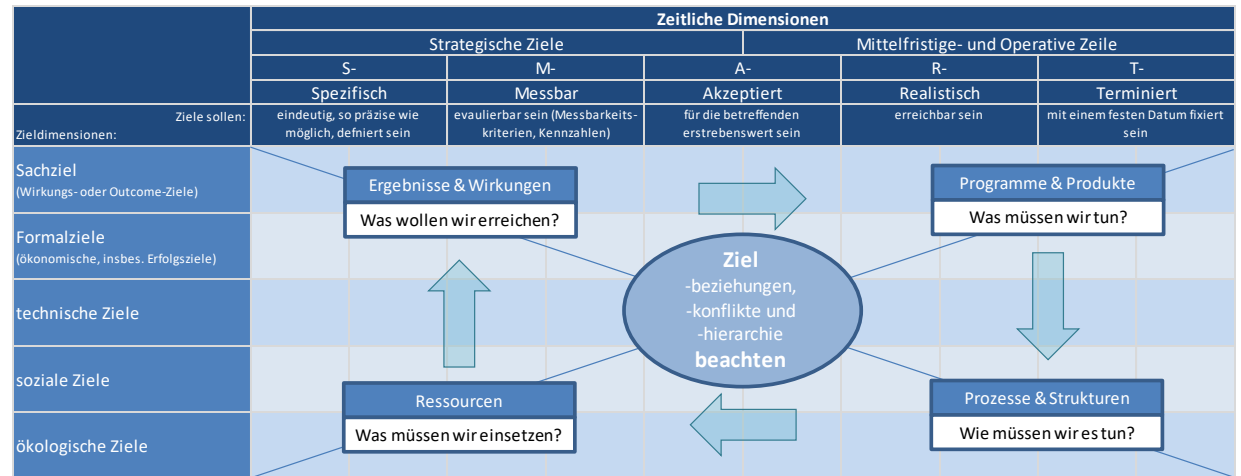 Zeitliche Dimensionen
Strategische Ziele
Mittelfristige- und Operative Zeile
S-
M-
A-
R-
T-
Spezifisch
Messbar
Akzeptiert
Realistisch
Terminiert
Ziele sollen:
Zieldimensionen:
eindeutig, so präzise wie
möglich, defniert sein
evaulierbar sein (Messbarkeits-
kriterien, Kennzahlen)
für die betreffenden
erstrebenswert sein
erreichbar sein
mit einem festen Datum fixiert
sein
Sachziel
(Wirkungs- oder Outcome-Ziele)
Ergebnisse & Wirkungen
Was wollen wir erreichen?
Programme & Produkte
Was müssen wir tun?
Formalziele
(ökonomische, insbes. Erfolgsziele)
Ziel
-beziehungen,
-konflikte und
-hierarchie
beachten
technische Ziele
soziale Ziele
Ressourcen
Was müssen wir einsetzen?
Prozesse & Strukturen
Wie müssen wir es tun?
ökologische Ziele